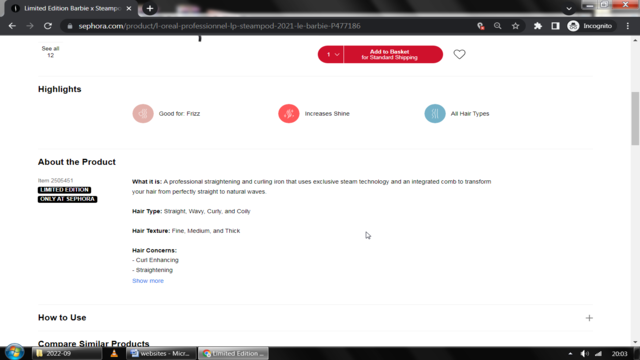 Limited Edition Barbie x Steampo
sephora.com/product/l-oreal-professionnel-lp-steampod-2021-le-barbie-P477186
Incognito
See all
12
1
Add to Basket
for Standard Shipping
Highlights
Good for: Frizz
Increases Shine
All Hair Types
About the Product
Item 2505451
LIMITED EDITION
ONLY AT SEPHORA
What it is: A professional straightening and curling iron that uses exclusive steam technology and an integrated comb to transform
your hair from perfectly straight to natural waves.
Hair Type: Straight, Wavy, Curly, and Coily
Hair Texture: Fine, Medium, and Thick
Hair Concerns:
- Curl Enhancing
- Straightening
Show more
How to Use
Compare Similar Products
2022-09
websites - Micr...
Limited Edition ...
20:03